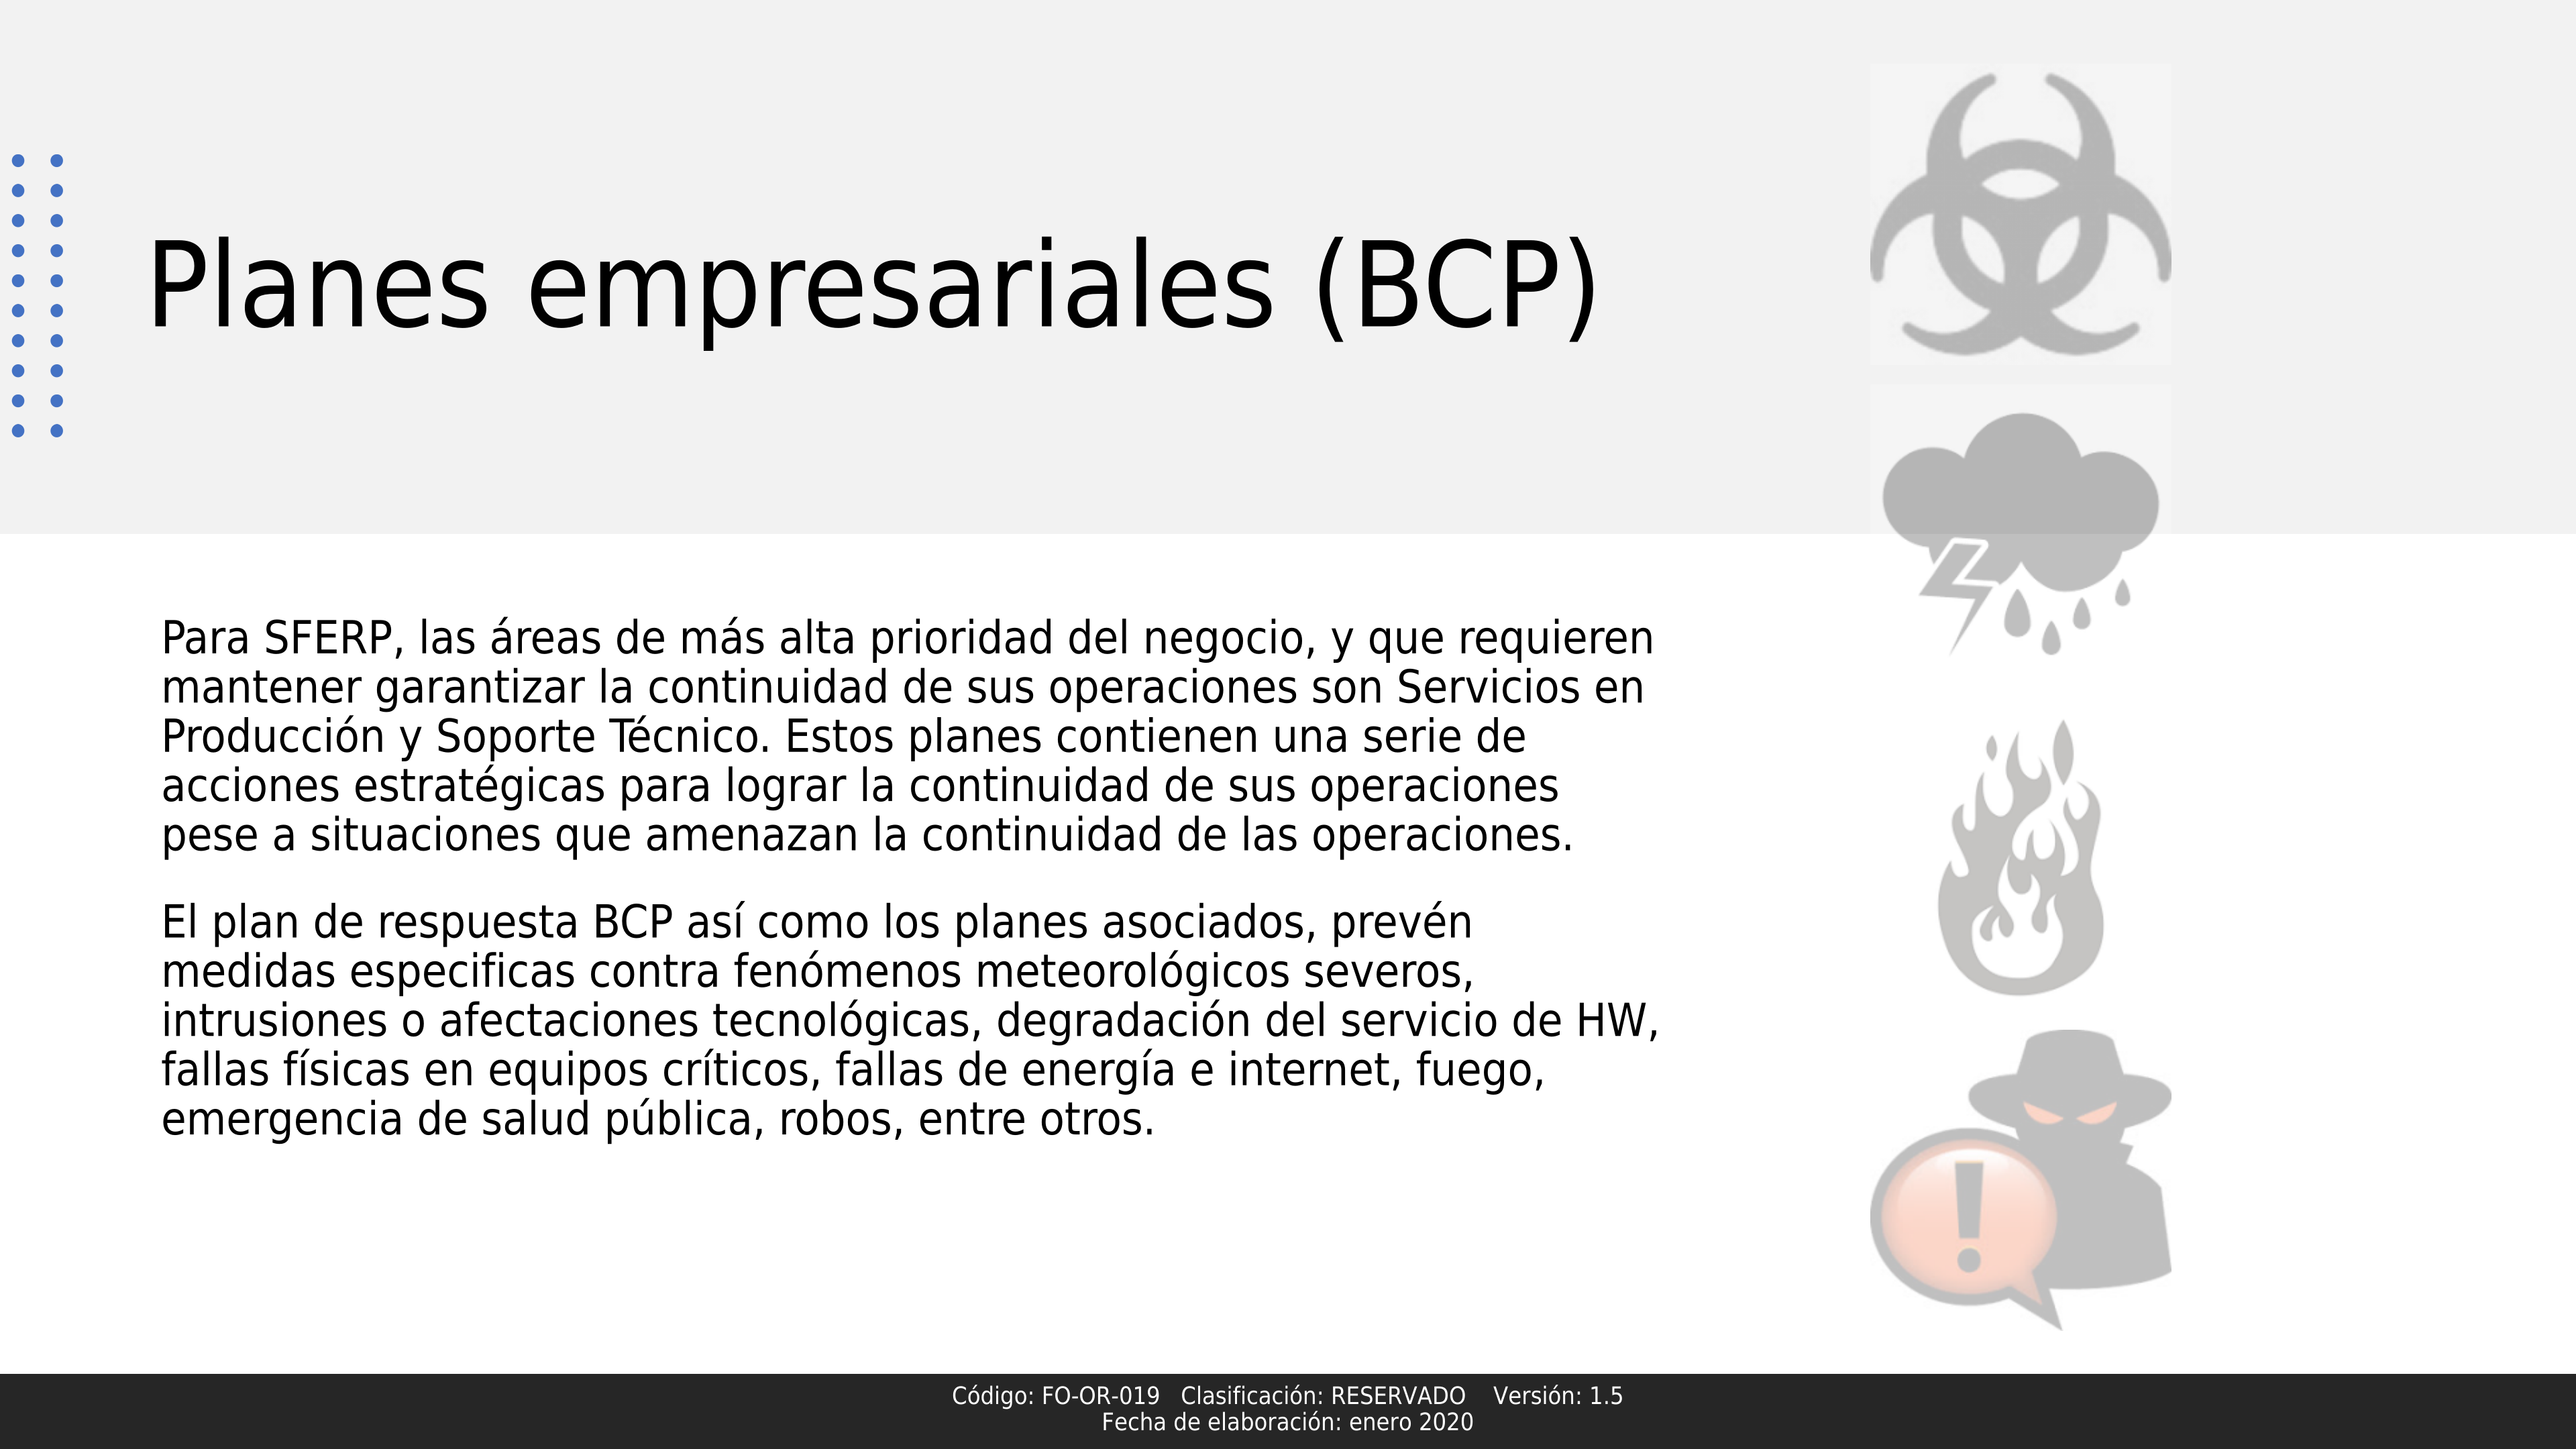 Planes empresariales (BCP)
Para SFERP, las áreas de más alta prioridad del negocio, y que requieren
mantener garantizar la continuidad de sus operaciones son Servicios en
Producción y Soporte Técnico. Estos planes contienen una serie de
acciones estratégicas para lograr la continuidad de sus operaciones
pese a situaciones que amenazan la continuidad de las operaciones.
El plan de respuesta BCP así como los planes asociados, prevén
medidas especificas contra fenómenos meteorológicos severos,
intrusiones o afectaciones tecnológicas, degradación del servicio de HW,
fallas físicas en equipos críticos, fallas de energía e internet, fuego,
emergencia de salud pública, robos, entre otros.
Código: FO-OR-019 Clasificación: RESERVADO Versión: 1.5
Fecha de elaboración: enero 2020